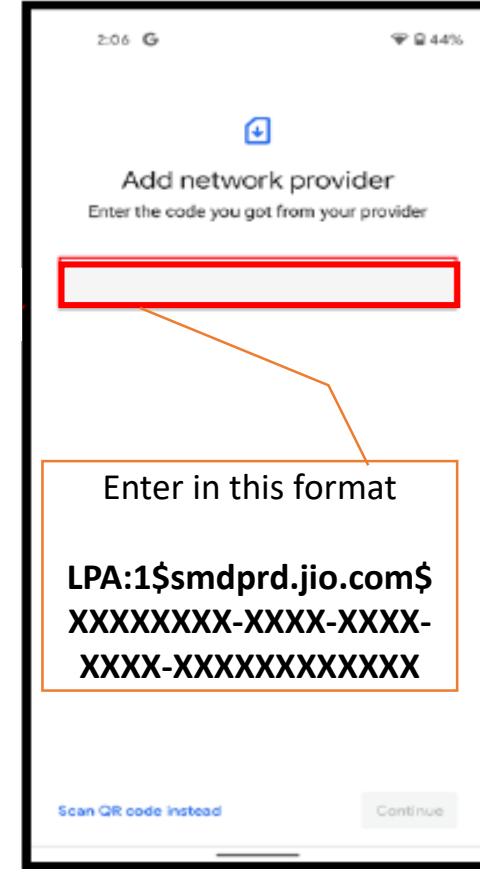 2:06 G 44%
Add network provider
Enter the code you got from your provider
Enter in this format
LPA:1$smdprd.jio.com$
XXXXXXXX-XXXX-XXXX-
XXXX-XXXXXXXXXXXX
Scan QR code instead Continue